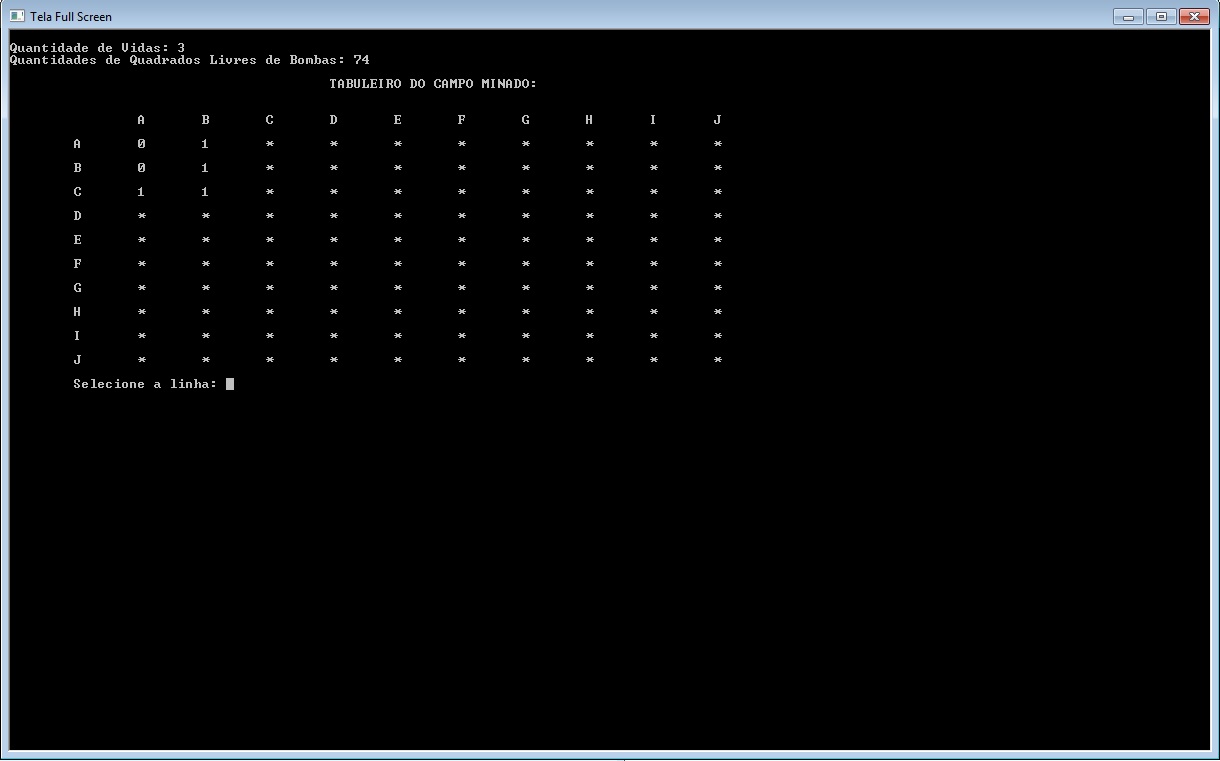 Tela Full Screen
Quantidade de Vidas: 3
Quantidades de Quadrados Livres de Bombas: 74
TABULEIRO DO CAMPO MINADO:
A B C D E F G H I J
A 0 1 * * * * * * * *
B 0 1 * * * * * * * *
C 1 1 * * * * * * * *
D * * * * * * * * * *
E * * * * * * * * * *
F * * * * * * * * * *
G * * * * * * * * * *
H * * * * * * * * * *
I * * * * * * * * * *
J * * * * * * * * * *
Selecione a linha: